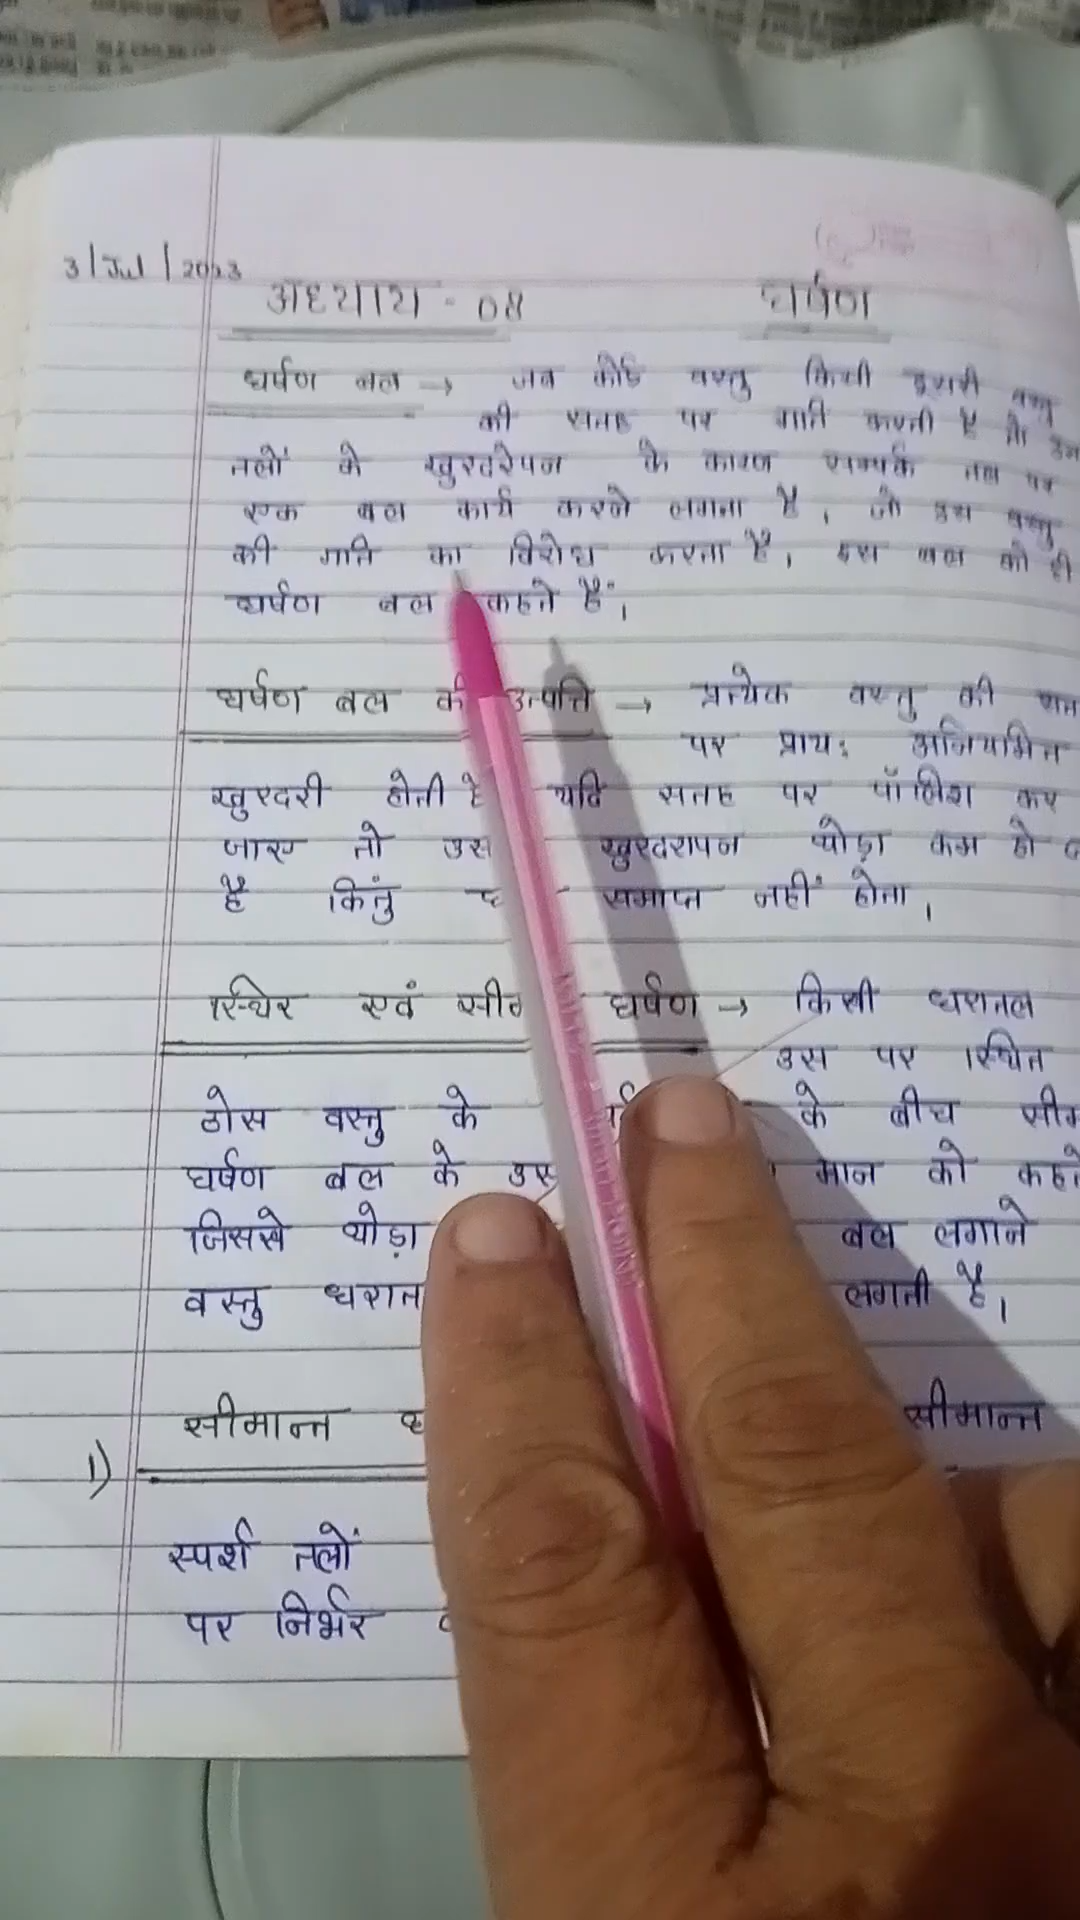 3/Jul/2023
अध्याय - 08 घर्षण
घर्षण बल → जब कोई वस्तु किसी दूसरी वस्तु
की सतह पर गति करती है तो उन
तलों के खुरदरेपन के कारण सम्पर्क तल पर
एक बल कार्य करने लगता है, जो इस वस्तु
की गति का विरोध करता है, इस बल को ही
घर्षण बल कहते हैं।
घर्षण बल की उत्पत्ति → प्रत्येक वस्तु की
पर प्रायः अनियमित
खुरदरी होती है यदि सतह पर पॉलिश कर
जाए तो उस खुरदरापन थोड़ा कम हो
है किंतु समाप्त नहीं होता।
स्थिर एवं घर्षण → किसी धरातल
उस पर स्थित
ठोस वस्तु के के बीच
घर्षण बल के मान को
जिससे थोड़ा बल लगाने
वस्तु लगती है।
1) सीमान्त सीमान्त
स्पर्श तलों
पर निर्भर